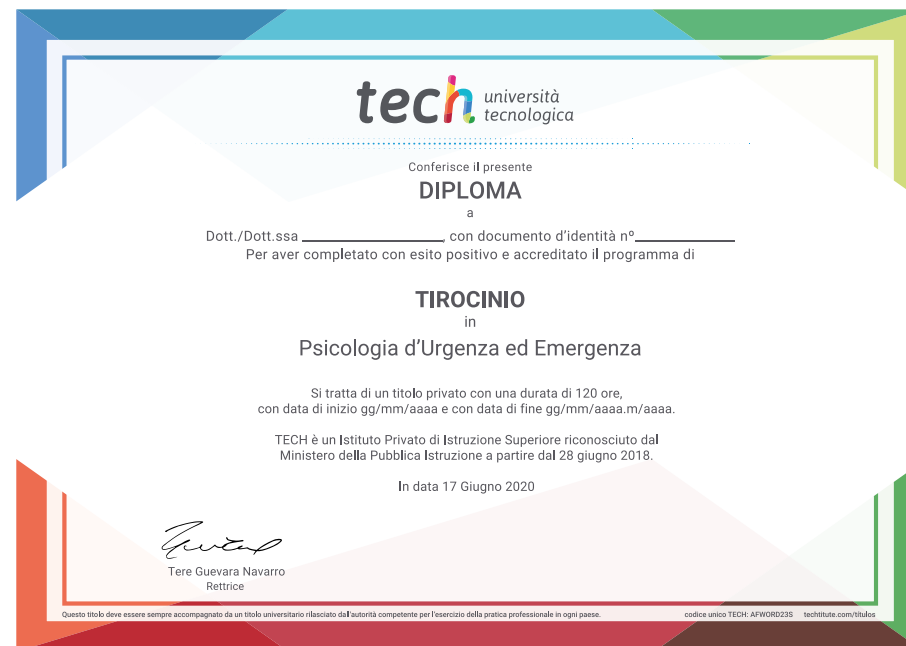 tech università
tecnologica
Conferisce il presente
DIPLOMA
a
Dott./Dott.ssa ____________, con documento d'identità nº__________
Per aver completato con esito positivo e accreditato il programma di
TIROCINIO
in
Psicologia d'Urgenza ed Emergenza
Si tratta di un titolo privato con una durata di 120 ore,
con data di inizio gg/mm/aaaa e con data di fine gg/mm/aaaa.m/aaaa.
TECH è un Istituto Privato di Istruzione Superiore riconosciuto dal
Ministero della Pubblica Istruzione a partire dal 28 giugno 2018.
In data 17 Giugno 2020
Tere Guevara Navarro
Rettrice
Questo titolo deve essere sempre accompagnato da un titolo universitario rilasciato dall'autorità competente per l'esercizio della pratica professionale in ogni paese. codice unico TECH: AFWORD23S techtitute.com/títulos